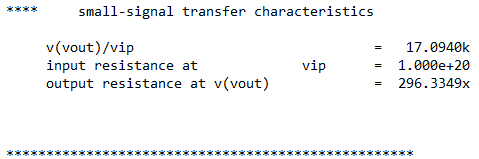 **** small-signal transfer characteristics
v(vout)/vip = 17.0940k
input resistance at vip = 1.000e+20
output resistance at v(vout) = 296.3349x
***************************************************